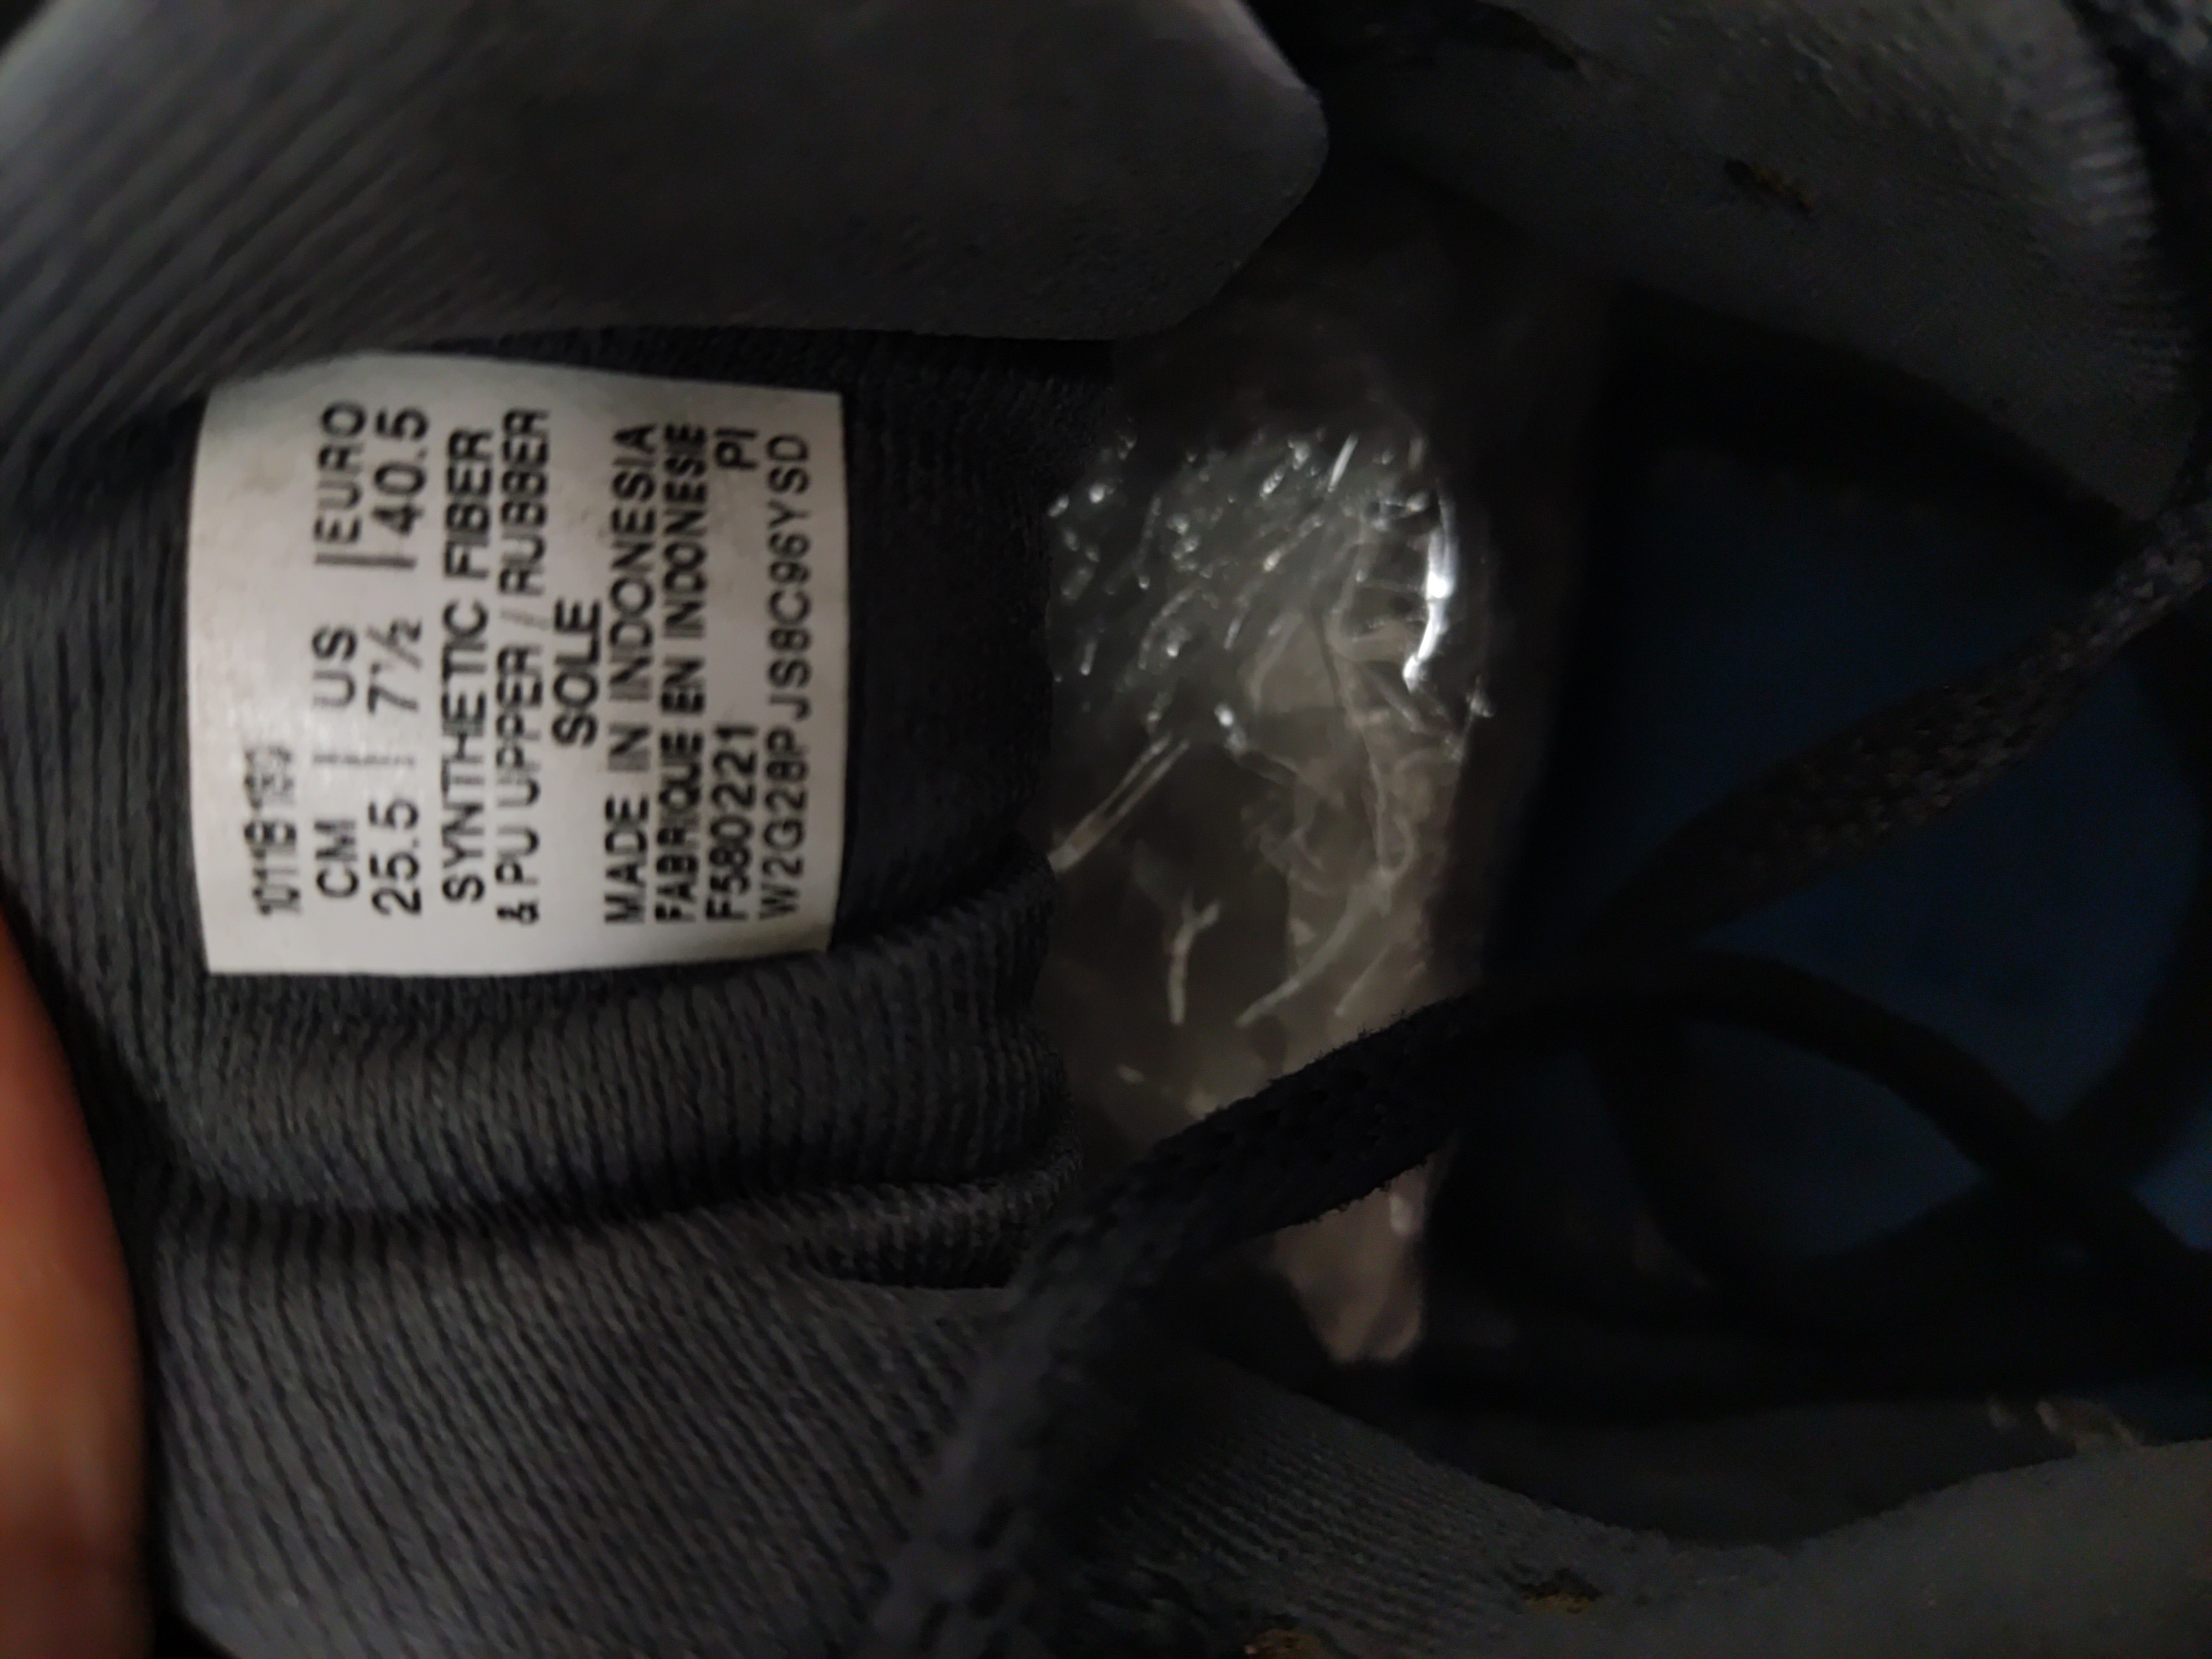 CM | US | EURO
25.5 | 7½ | 40.5
SYNTHETIC FIBER
& PU UPPER / RUBBER
SOLE
MADE IN INDONESIA
FABRIQUE EN INDONESIE
F580221 PI
W2G28PJS8C96YSD